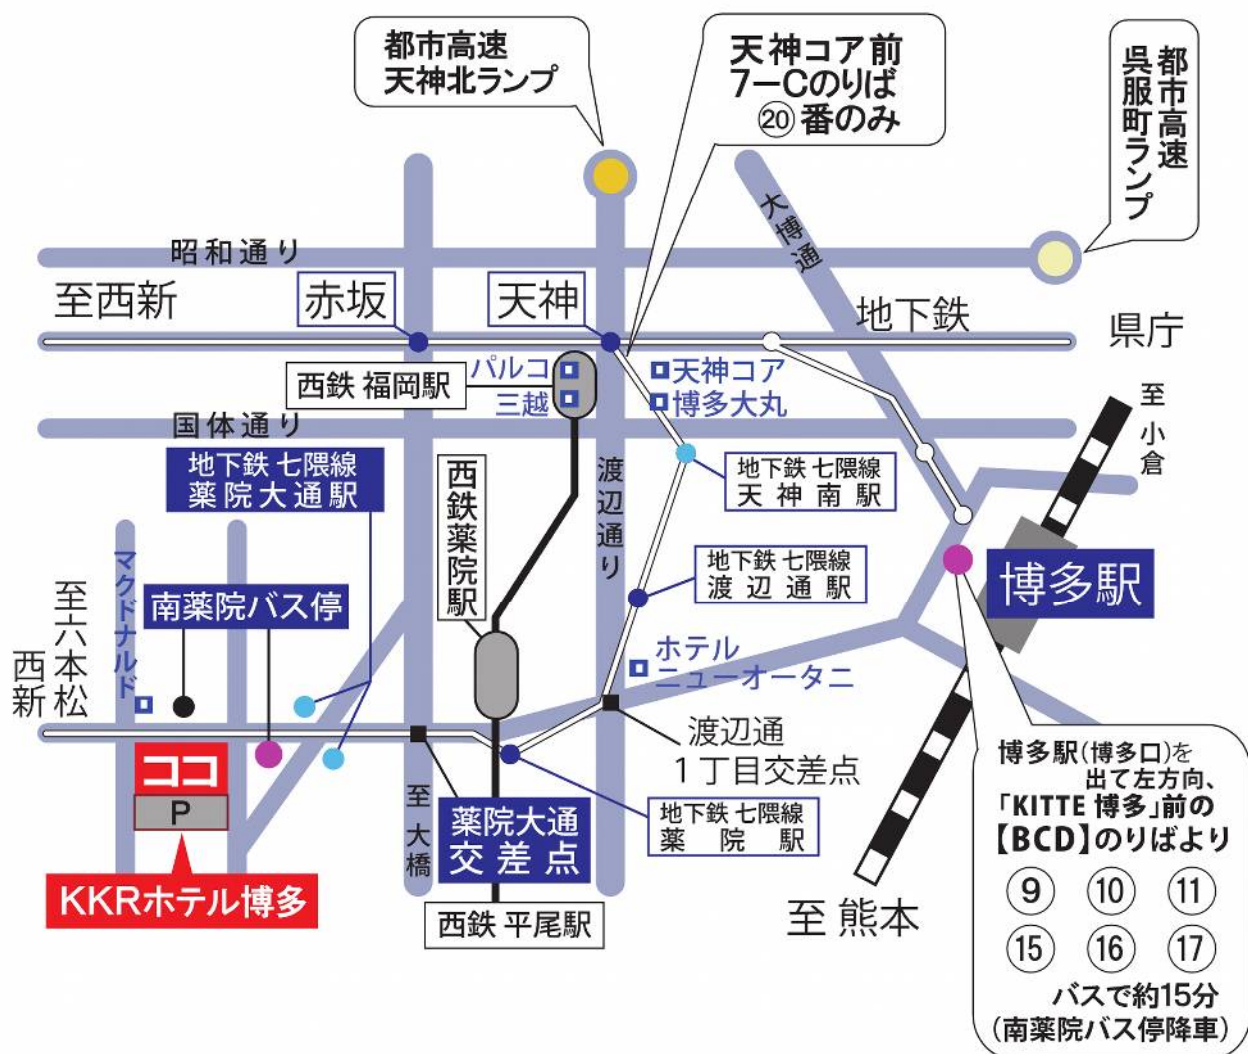 都市高速
天神北ランプ
天神コア前
7－Cのりば
⑳番のみ
都市高速
呉服町ランプ
大博通
昭和通り
至西新
赤坂
天神
地下鉄
県庁
西鉄 福岡駅
パルコ
三越
天神コア
博多大丸
至小倉
国体通り
地下鉄 七隈線
薬院大通駅
西鉄薬院駅
渡辺通り
地下鉄 七隈線
天神南駅
地下鉄 七隈線
渡辺通駅
博多駅
マクドナルド
南薬院バス停
至六本松
西新
ホテル
ニューオータニ
渡辺通
1丁目交差点
ココ
P
KKRホテル博多
至大橋
薬院大通
交差点
地下鉄 七隈線
薬院駅
西鉄 平尾駅
至 熊本
博多駅(博多口)を
出て左方向、
「KITTE 博多」前の
【BCD】のりばより
⑨ ⑩ ⑪
⑮ ⑯ ⑰
バスで約15分
(南薬院バス停降車)